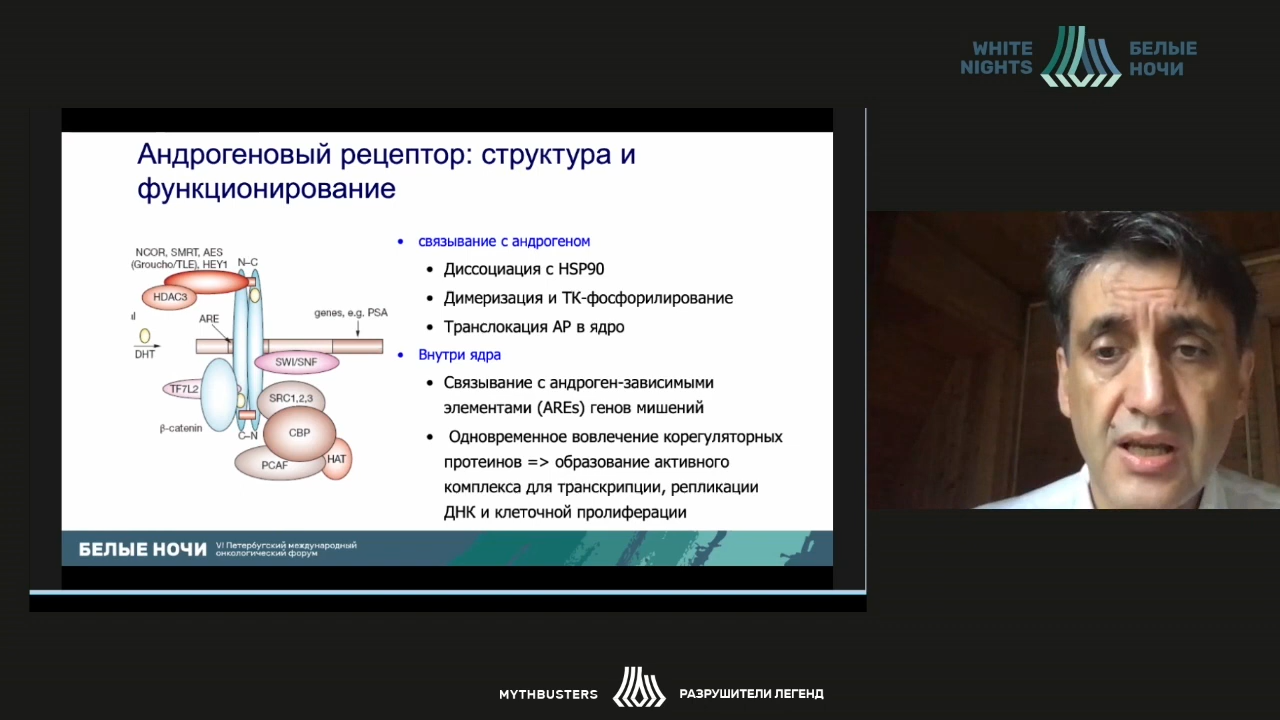 WHITE
NIGHTS
БЕЛЫЕ
НОЧИ
Андрогеновый рецептор: структура и
функционирование
NCOR, SMRT, AES
(Groucho/TLE), HEY1
N–C
HDAC3
ARE
genes, e.g. PSA
DHT
SWI/SNF
TF7L2
SRC1,2,3
β-catenin
C–N
CBP
PCAF
HAT
• связывание с андрогеном
• Диссоциация с HSP90
• Димеризация и ТК-фосфорилирование
• Транслокация АР в ядро
• Внутри ядра
• Связывание с андроген-зависимыми
элементами (AREs) генов мишений
• Одновременное вовлечение корегуляторных
протеинов => образование активного
комплекса для транскрипции, репликации
ДНК и клеточной пролиферации
БЕЛЫЕ НОЧИ
VI Петербугский международный
онкологический форум
MYTHBUSTERS
РАЗРУШИТЕЛИ ЛЕГЕНД